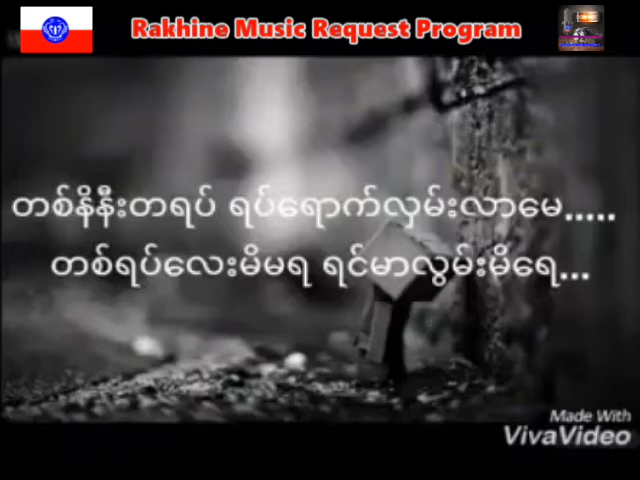 Rakhine Music Request Program
တစ်နိနီးတရပ် ရပ်ရောက်လှမ်းလာမေ.....
တစ်ရပ်လေးမိမရ ရင်မာလွမ်းမိရေ...
Made With
VivaVideo